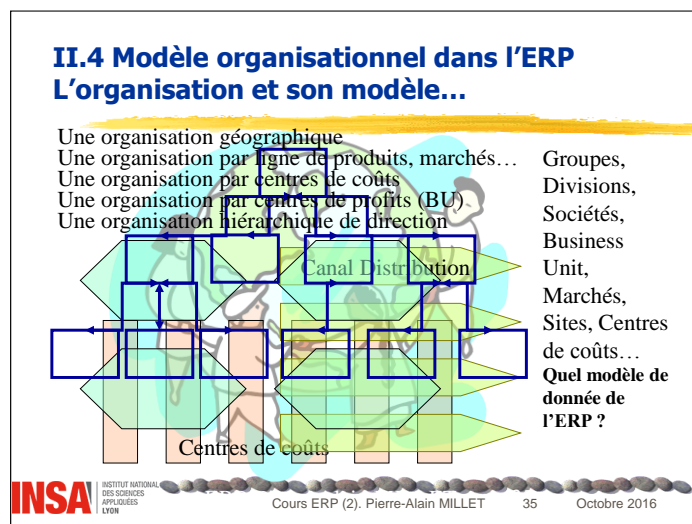 II.4 Modèle organisationnel dans l'ERP
L'organisation et son modèle…
Une organisation géographique
Une organisation par ligne de produits, marchés…
Une organisation par centres de coûts
Une organisation par centres de profits (BU)
Une organisation hiérarchique de direction
Canal Distribution
Centres de coûts
Groupes,
Divisions,
Sociétés,
Business
Unit,
Marchés,
Sites, Centres
de coûts…
Quel modèle de
donnée de
l'ERP ?
INSA
INSTITUT NATIONAL
DES SCIENCES
APPLIQUÉES
LYON
Cours ERP (2). Pierre-Alain MILLET 35 Octobre 2016